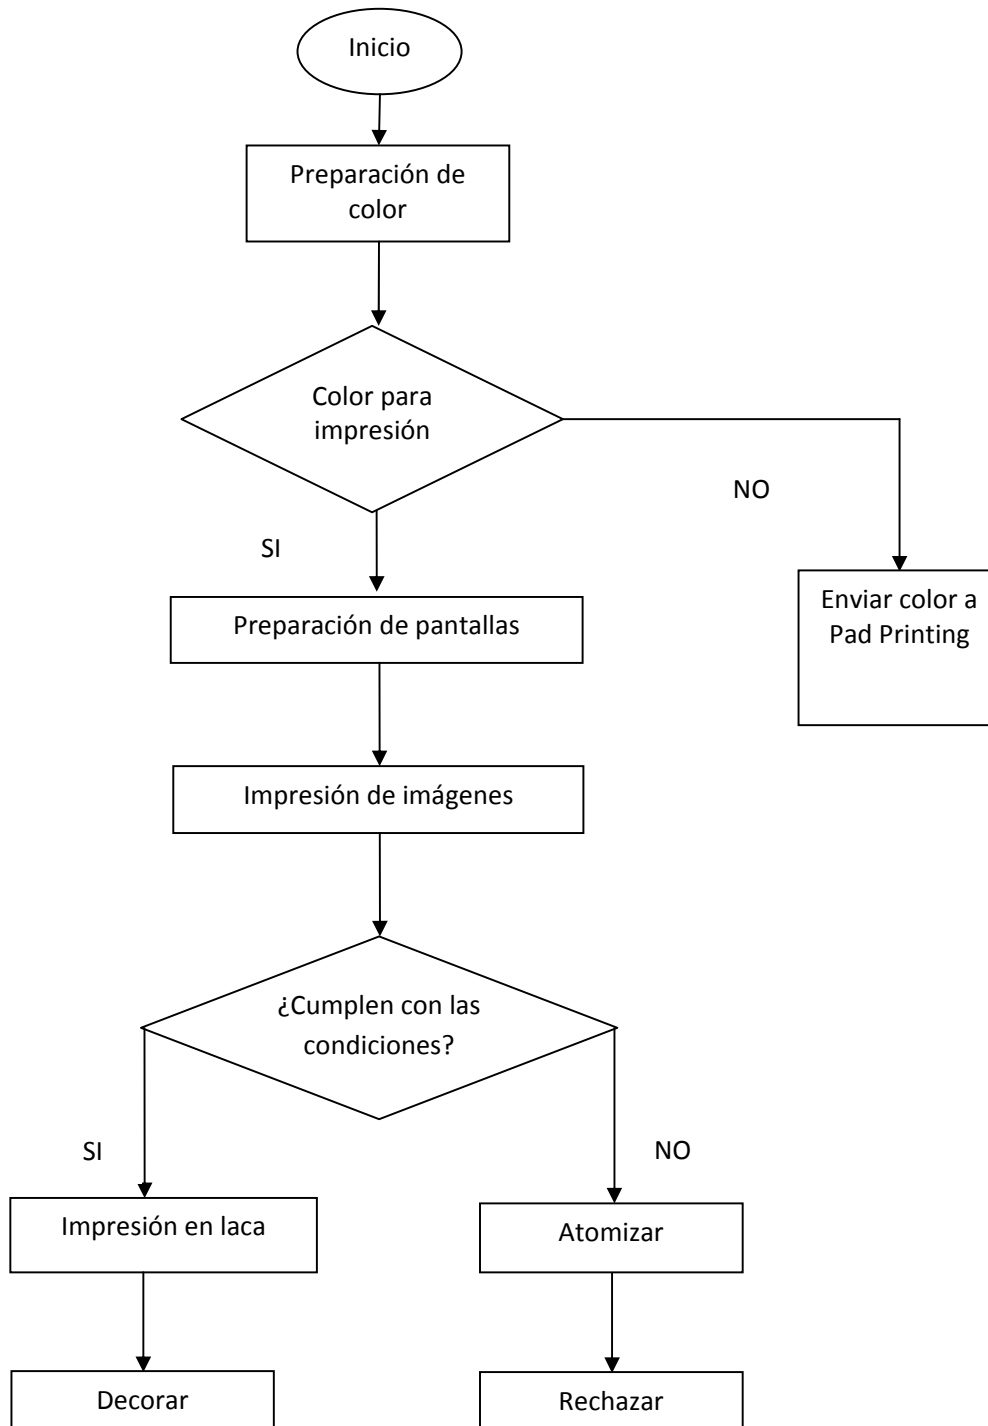 Inicio
Preparación de
color
Color para
impresión
NO
SI
Preparación de pantallas
Enviar color a
Pad Printing
Impresión de imágenes
¿Cumplen con las
condiciones?
SI
NO
Impresión en laca
Atomizar
Decorar
Rechazar